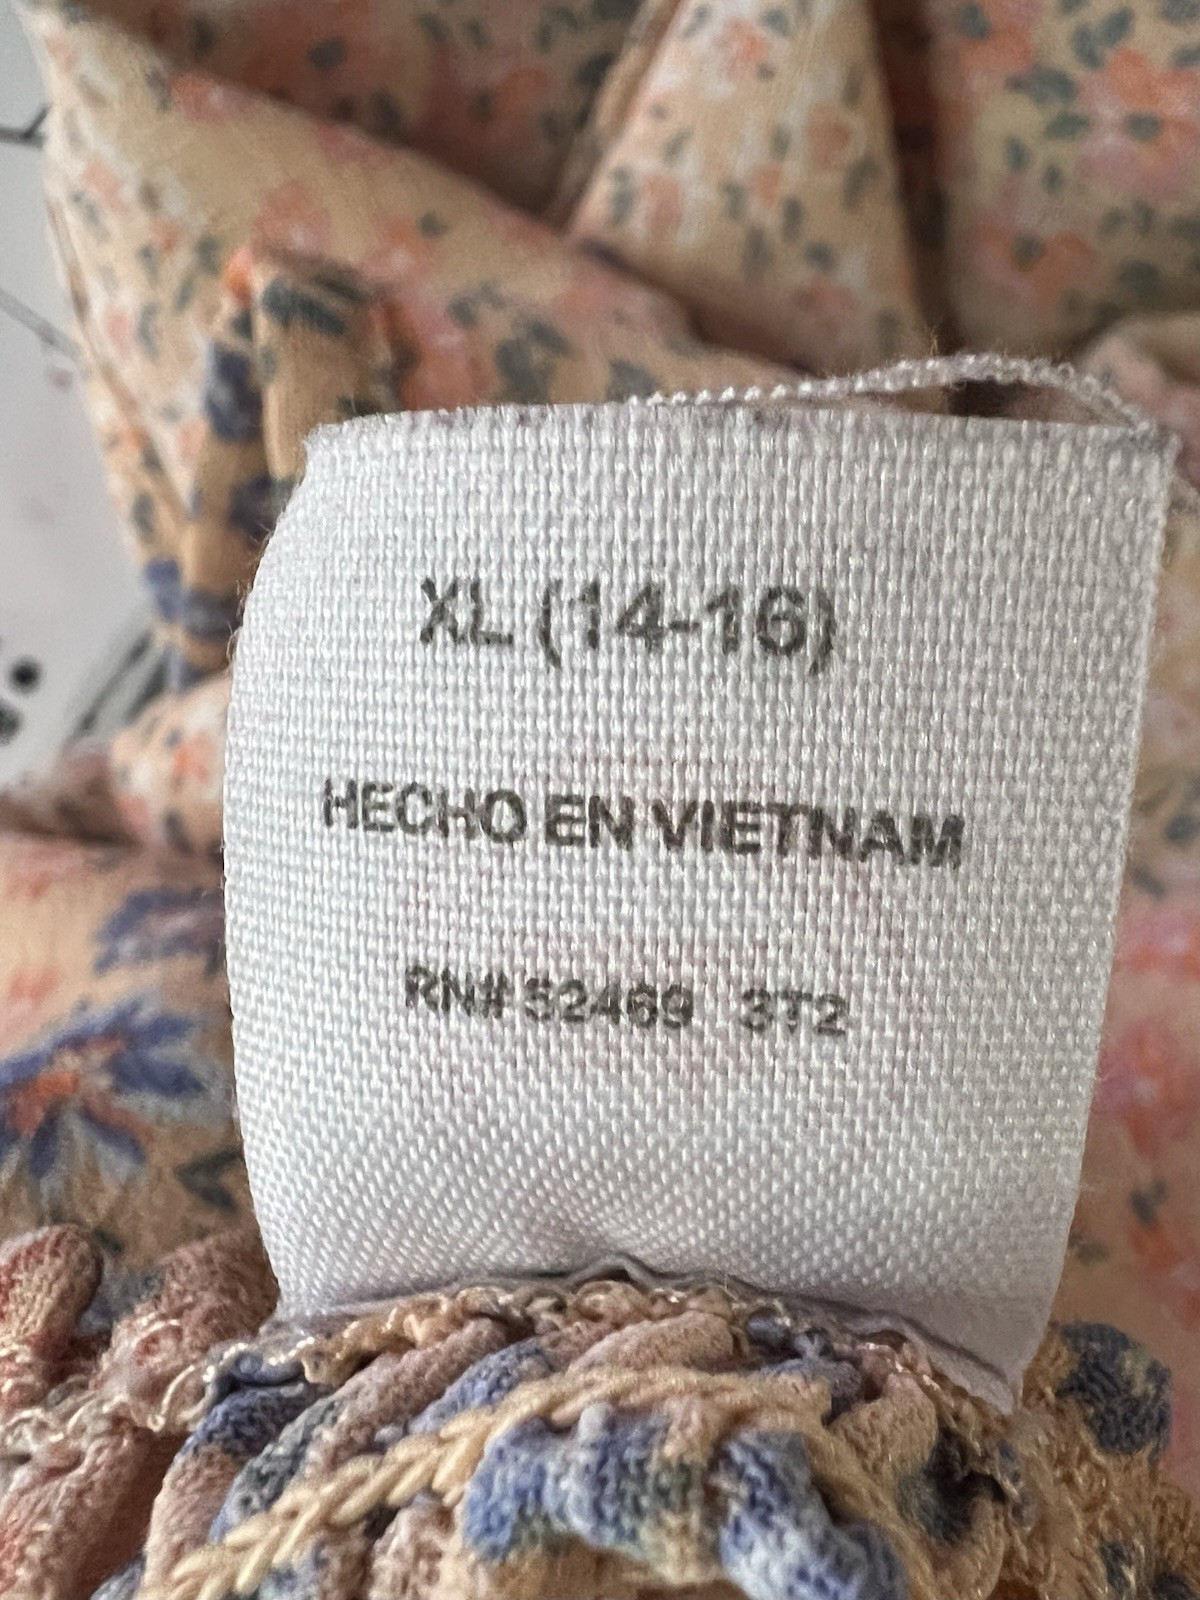 XL (14-16)
HECHO EN VIETNAM
RN# 52469 3T2